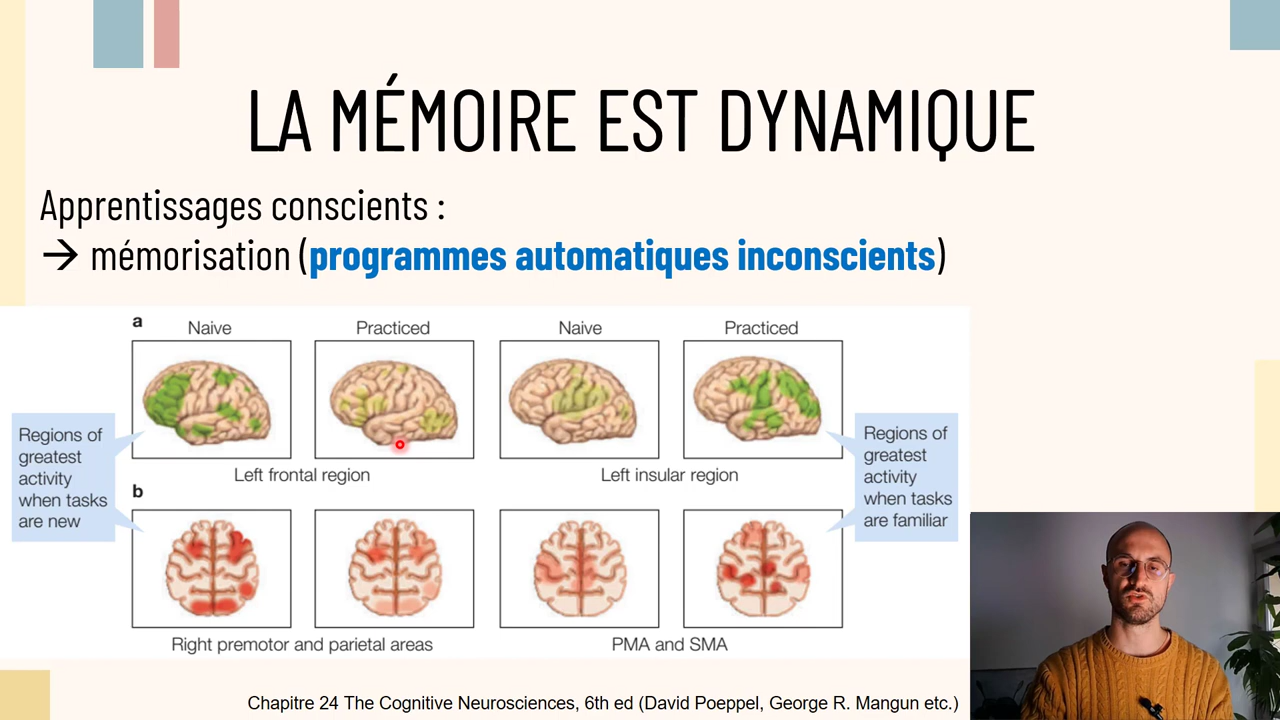 LA MÉMOIRE EST DYNAMIQUE
Apprentissages conscients :
→ mémorisation (programmes automatiques inconscients)
a
Naive
Practiced
Naive
Practiced
Regions of
greatest
activity
when tasks
are new
Regions of
greatest
activity
when tasks
are familiar
Left frontal region
Left insular region
b
Right premotor and parietal areas
PMA and SMA
Chapitre 24 The Cognitive Neurosciences, 6th ed (David Poeppel, George R. Mangun etc.)